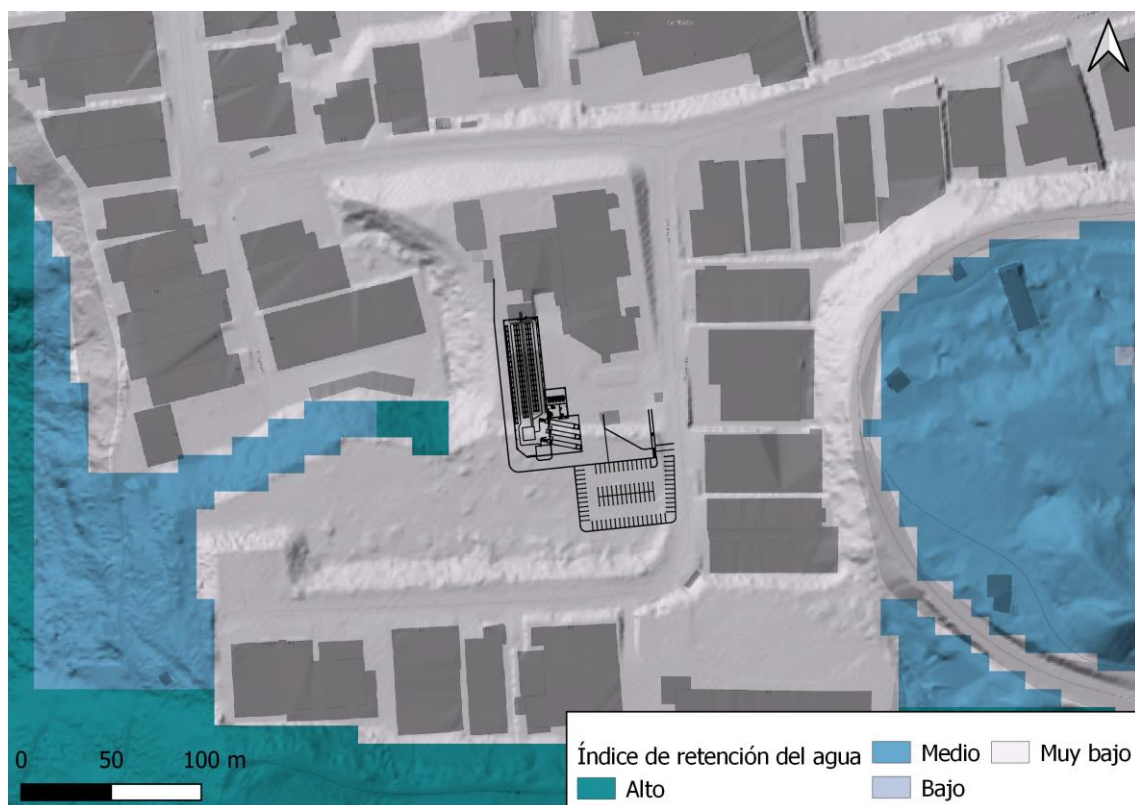 0 50 100 m
Índice de retención del agua
Alto
Medio
Bajo
Muy bajo